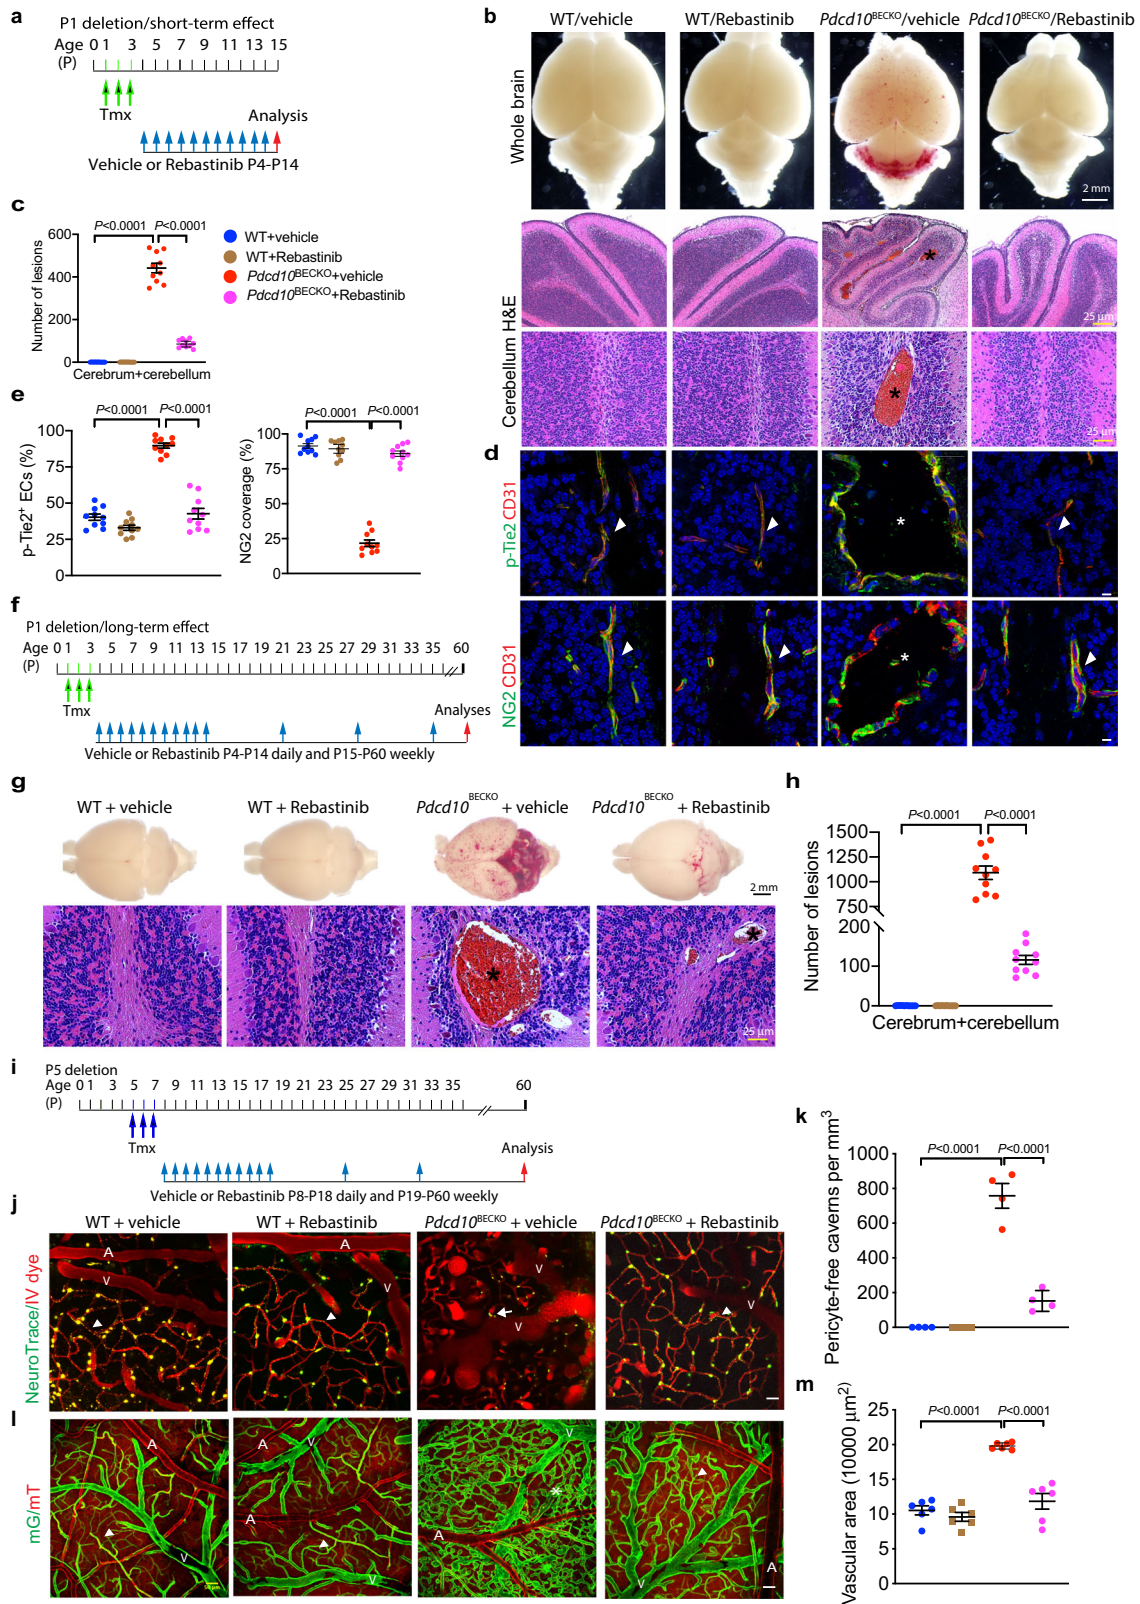 a
P1 deletion/short-term effect
Age 0 1 3 5 7 9 11 13 15
(P)
Tmx
Analysis
Vehicle or Rebastinib P4-P14
b
WT/vehicle WT/Rebastinib Pdcd10BECKO/vehicle Pdcd10BECKO/Rebastinib
Whole brain
2 mm
Cerebellum H&E
*
25 µm
*
25 µm
c
P<0.0001 P<0.0001
Number of lesions
600
400
200
0
Cerebrum+cerebellum
WT+vehicle
WT+Rebastinib
Pdcd10BECKO+vehicle
Pdcd10BECKO+Rebastinib
d
p-Tie2 CD31
*
NG2 CD31
*
e
P<0.0001 P<0.0001
p-Tie2+ ECs (%)
100
75
50
25
0
P<0.0001 P<0.0001
NG2 coverage (%)
100
75
50
25
0
f
P1 deletion/long-term effect
Age 0 1 3 5 7 9 11 13 15 17 19 21 23 25 27 29 31 33 35 60
(P)
Tmx
Analyses
Vehicle or Rebastinib P4-P14 daily and P15-P60 weekly
g
WT + vehicle WT + Rebastinib Pdcd10BECKO + vehicle Pdcd10BECKO + Rebastinib
2 mm
* *
25 µm
h
P<0.0001 P<0.0001
Number of lesions
1500
1250
1000
750
200
100
0
Cerebrum+cerebellum
i
P5 deletion
Age 0 1 3 5 7 9 11 13 15 17 19 21 23 25 27 29 31 33 35 60
(P)
Tmx
Analysis
Vehicle or Rebastinib P8-P18 daily and P19-P60 weekly
j
WT + vehicle WT + Rebastinib Pdcd10BECKO + vehicle Pdcd10BECKO + Rebastinib
NeuroTrace/IV dye
A V A V V V
k
P<0.0001 P<0.0001
Pericyte-free caverns per mm3
1000
800
600
400
200
0
l
mG/mT
A V V A V * A V A
50 µm
m
P<0.0001 P<0.0001
Vascular area (10000 µm2)
25
20
15
10
5
0